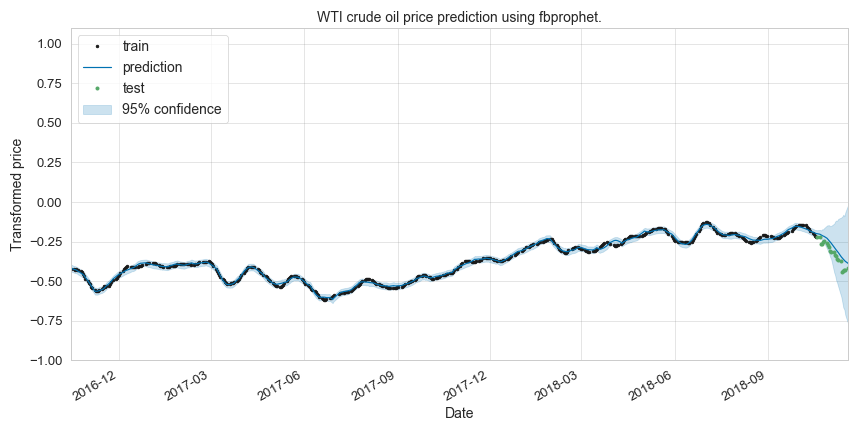 WTI crude oil price prediction using fbprophet.
train
prediction
test
95% confidence
1.00
0.75
0.50
0.25
0.00
−0.25
−0.50
−0.75
−1.00
Transformed price
2016-12
2017-03
2017-06
2017-09
2017-12
2018-03
2018-06
2018-09
Date